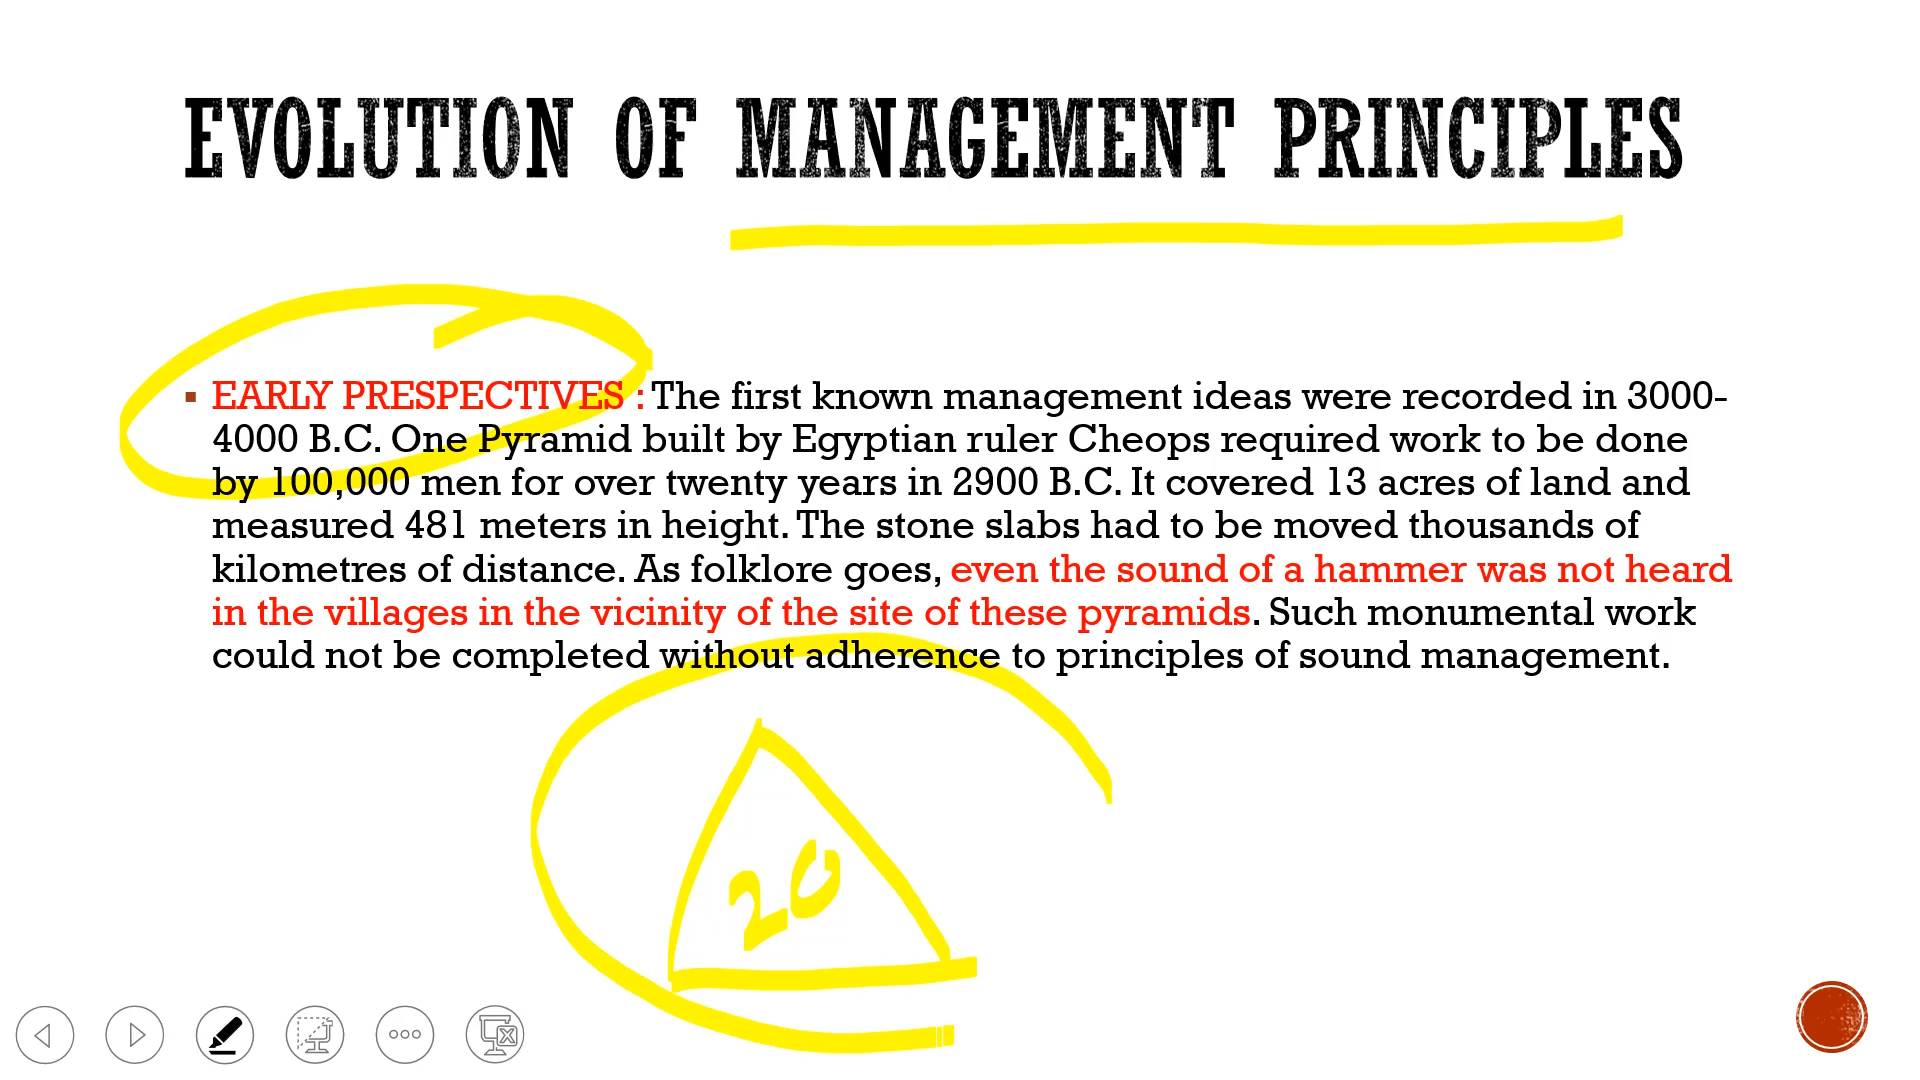 EVOLUTION OF MANAGEMENT PRINCIPLES
▪ EARLY PRESPECTIVES : The first known management ideas were recorded in 3000-
4000 B.C. One Pyramid built by Egyptian ruler Cheops required work to be done
by 100,000 men for over twenty years in 2900 B.C. It covered 13 acres of land and
measured 481 meters in height. The stone slabs had to be moved thousands of
kilometres of distance. As folklore goes, even the sound of a hammer was not heard
in the villages in the vicinity of the site of these pyramids. Such monumental work
could not be completed without adherence to principles of sound management.
20